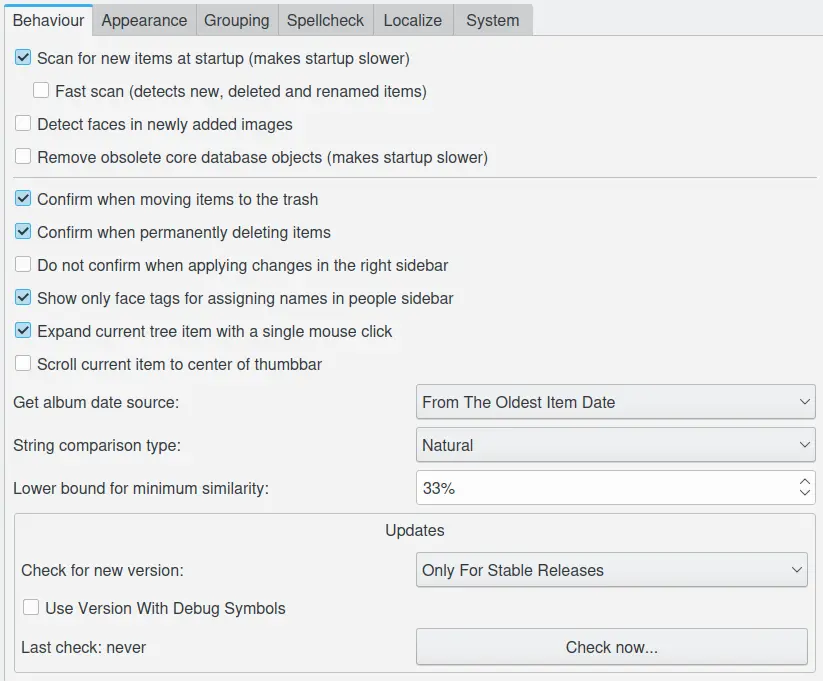 Behaviour Appearance Grouping Spellcheck Localize System
Scan for new items at startup (makes startup slower)
Fast scan (detects new, deleted and renamed items)
Detect faces in newly added images
Remove obsolete core database objects (makes startup slower)
Confirm when moving items to the trash
Confirm when permanently deleting items
Do not confirm when applying changes in the right sidebar
Show only face tags for assigning names in people sidebar
Expand current tree item with a single mouse click
Scroll current item to center of thumbbar
Get album date source: From The Oldest Item Date
String comparison type: Natural
Lower bound for minimum similarity: 33%
Updates
Check for new version: Only For Stable Releases
Use Version With Debug Symbols
Last check: never Check now...